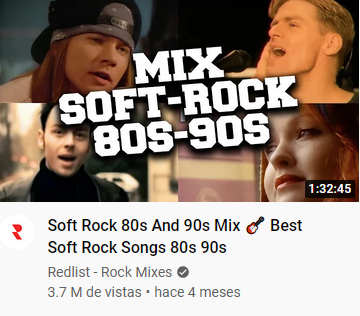 MIX
SOFT-ROCK
80S-90S
1:32:45
Soft Rock 80s And 90s Mix 🎸 Best
Soft Rock Songs 80s 90s
Redlist - Rock Mixes
3.7 M de vistas • hace 4 meses